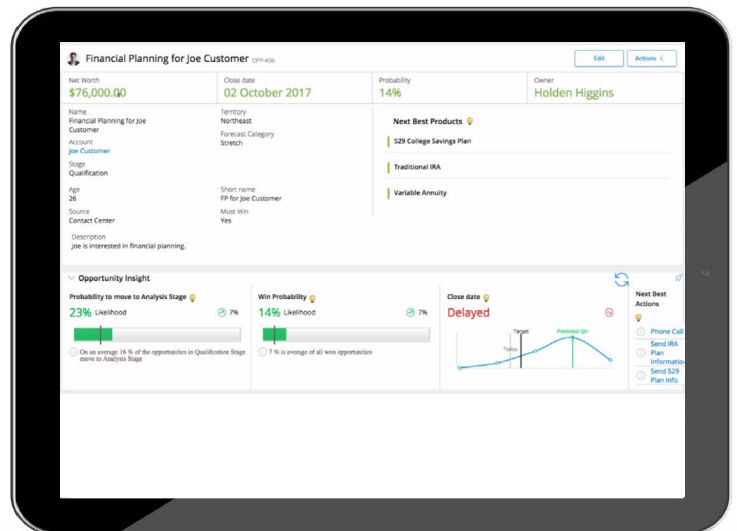 Financial Planning for Joe Customer OPP-436
Edit
Actions
Net Worth
$76,000.00
Close date
02 October 2017
Probability
14%
Owner
Holden Higgins
Name
Financial Planning for Joe
Customer
Account
Joe Customer
Stage
Qualification
Age
26
Source
Contact Center
Description
Joe is interested in financial planning.
Territory
Northeast
Forecast Category
Stretch
Short name
FP for Joe Customer
Must Win
Yes
Next Best Products
529 College Savings Plan
Traditional IRA
Variable Annuity
Opportunity Insight
Probability to move to Analysis Stage
23% Likelihood
7%
On an average 16 % of the opportunities in Qualification Stage
move to Analysis Stage
Win Probability
14% Likelihood
7%
7 % is average of all won opportunities
Close date
Delayed
Target
Predicted Qtr
Today
Next Best
Actions
Phone Call
Send IRA
Plan
Information
Send 529
Plan Info